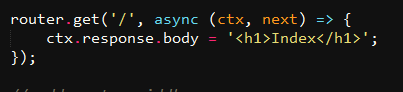 router.get('/', async (ctx, next) => {
    ctx.response.body = '<h1>Index</h1>';
});